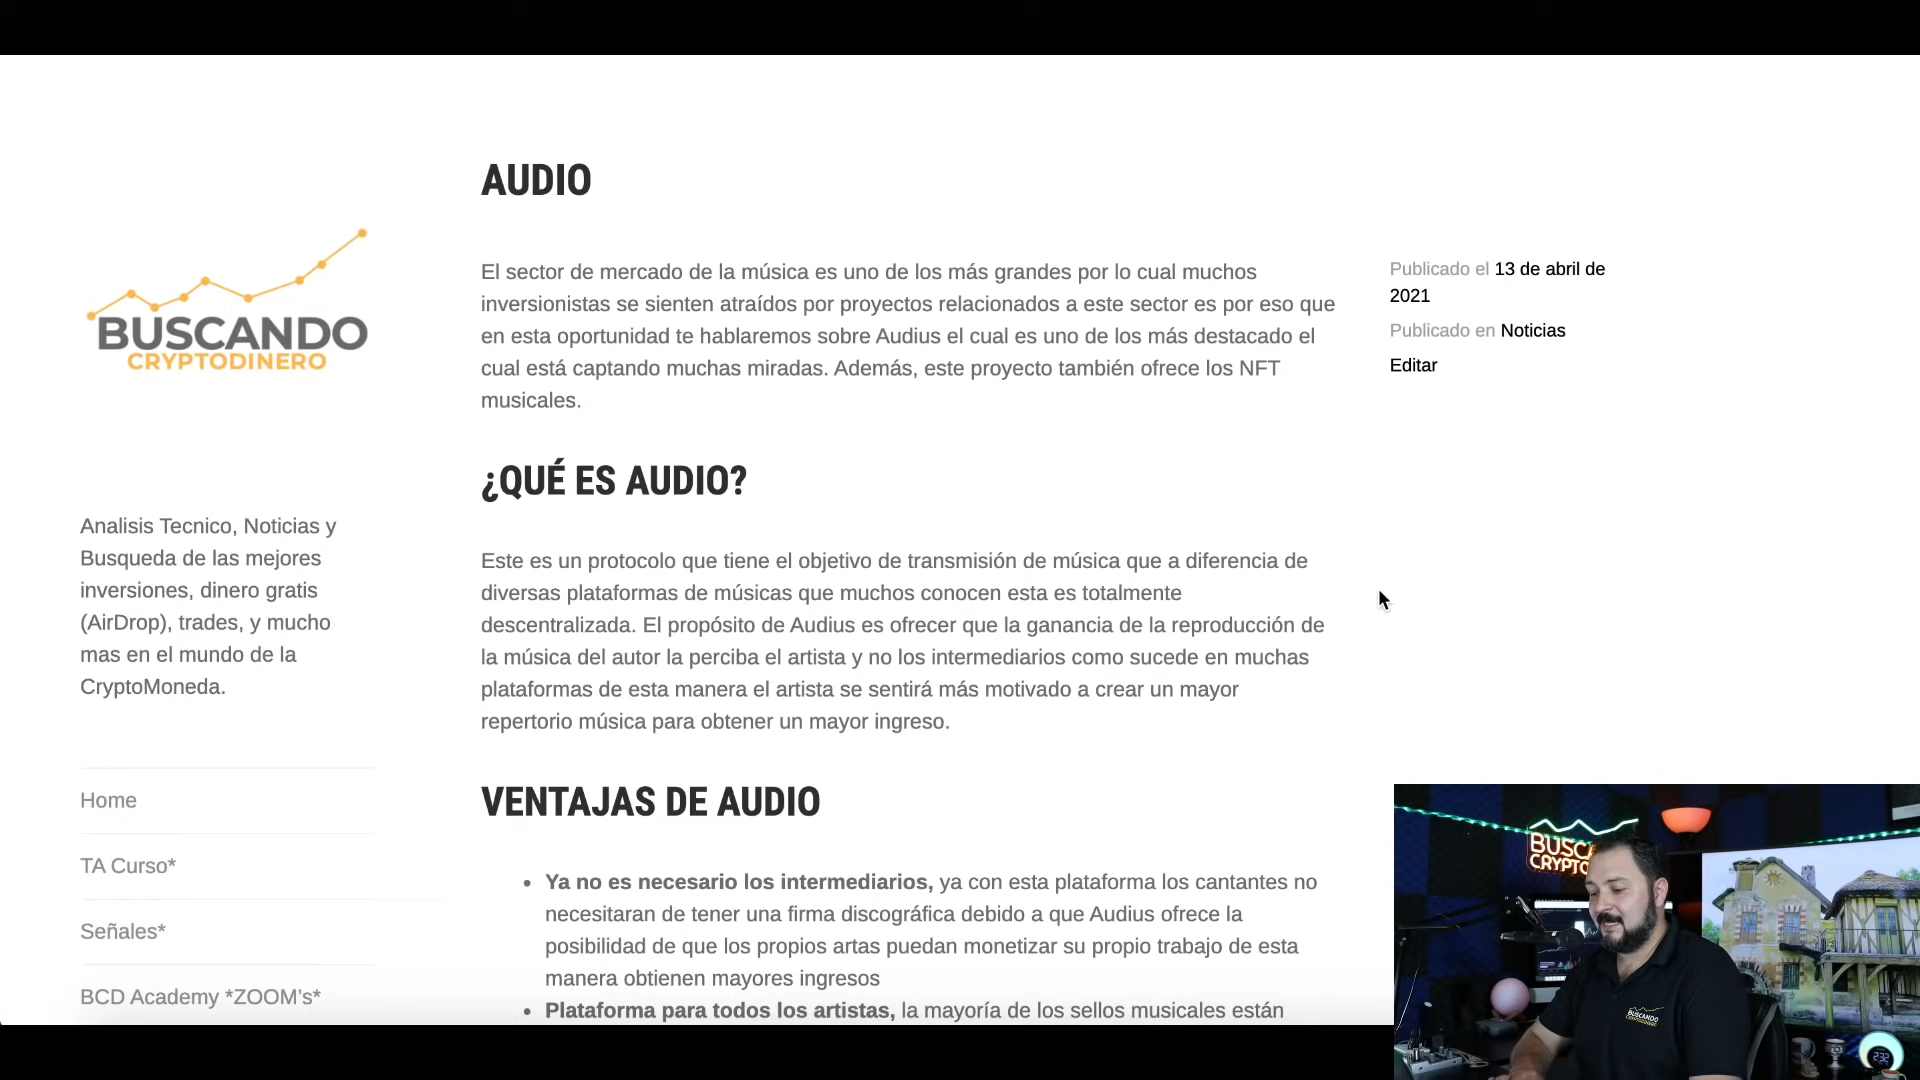 AUDIO
El sector de mercado de la música es uno de los más grandes por lo cual muchos
inversionistas se sienten atraídos por proyectos relacionados a este sector es por eso que
en esta oportunidad te hablaremos sobre Audius el cual es uno de los más destacado el
cual está captando muchas miradas. Además, este proyecto también ofrece los NFT
musicales.
Publicado el 13 de abril de
2021
Publicado en Noticias
Editar
BUSCANDO
CRYPTODINERO
Analisis Tecnico, Noticias y
Busqueda de las mejores
inversiones, dinero gratis
(AirDrop), trades, y mucho
mas en el mundo de la
CryptoMoneda.
Home
TA Curso*
Señales*
BCD Academy *ZOOM's*
¿QUÉ ES AUDIO?
Este es un protocolo que tiene el objetivo de transmisión de música que a diferencia de
diversas plataformas de músicas que muchos conocen esta es totalmente
descentralizada. El propósito de Audius es ofrecer que la ganancia de la reproducción de
la música del autor la perciba el artista y no los intermediarios como sucede en muchas
plataformas de esta manera el artista se sentirá más motivado a crear un mayor
repertorio música para obtener un mayor ingreso.
VENTAJAS DE AUDIO
• Ya no es necesario los intermediarios, ya con esta plataforma los cantantes no
necesitaran de tener una firma discográfica debido a que Audius ofrece la
posibilidad de que los propios artas puedan monetizar su propio trabajo de esta
manera obtienen mayores ingresos
• Plataforma para todos los artistas, la mayoría de los sellos musicales están
BUSC
CRYPTO
BUSCANDO
CRYPTODINERO
232